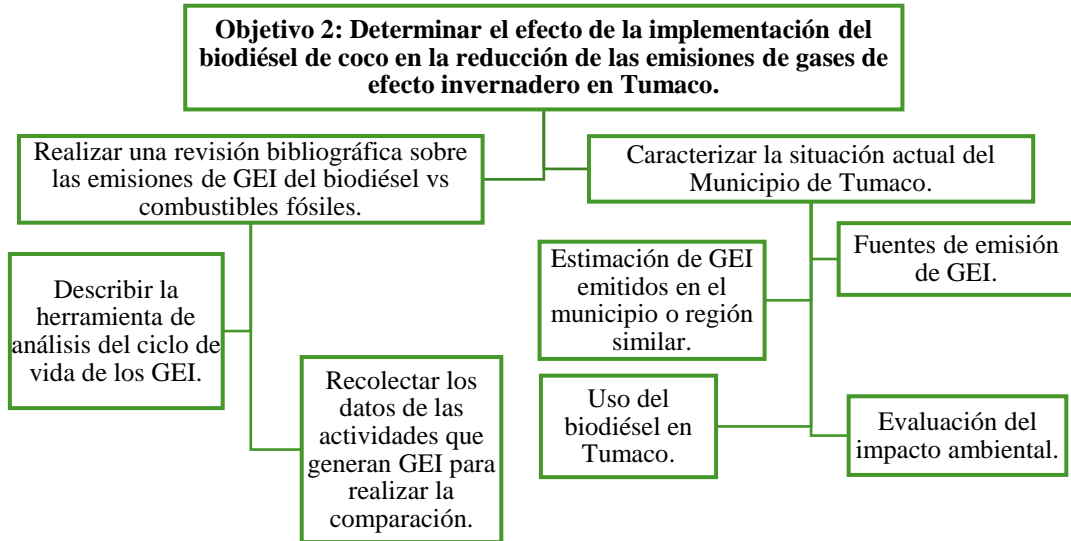 Objetivo 2: Determinar el efecto de la implementación del
biodiésel de coco en la reducción de las emisiones de gases de
efecto invernadero en Tumaco.
Realizar una revisión bibliográfica sobre
las emisiones de GEI del biodiésel vs
combustibles fósiles.
Describir la
herramienta de
análisis del ciclo de
vida de los GEI.
Recolectar los
datos de las
actividades que
generan GEI para
realizar la
comparación.
Caracterizar la situación actual del
Municipio de Tumaco.
Estimación de GEI
emitidos en el
municipio o región
similar.
Fuentes de emisión
de GEI.
Uso del
biodiésel en
Tumaco.
Evaluación del
impacto ambiental.